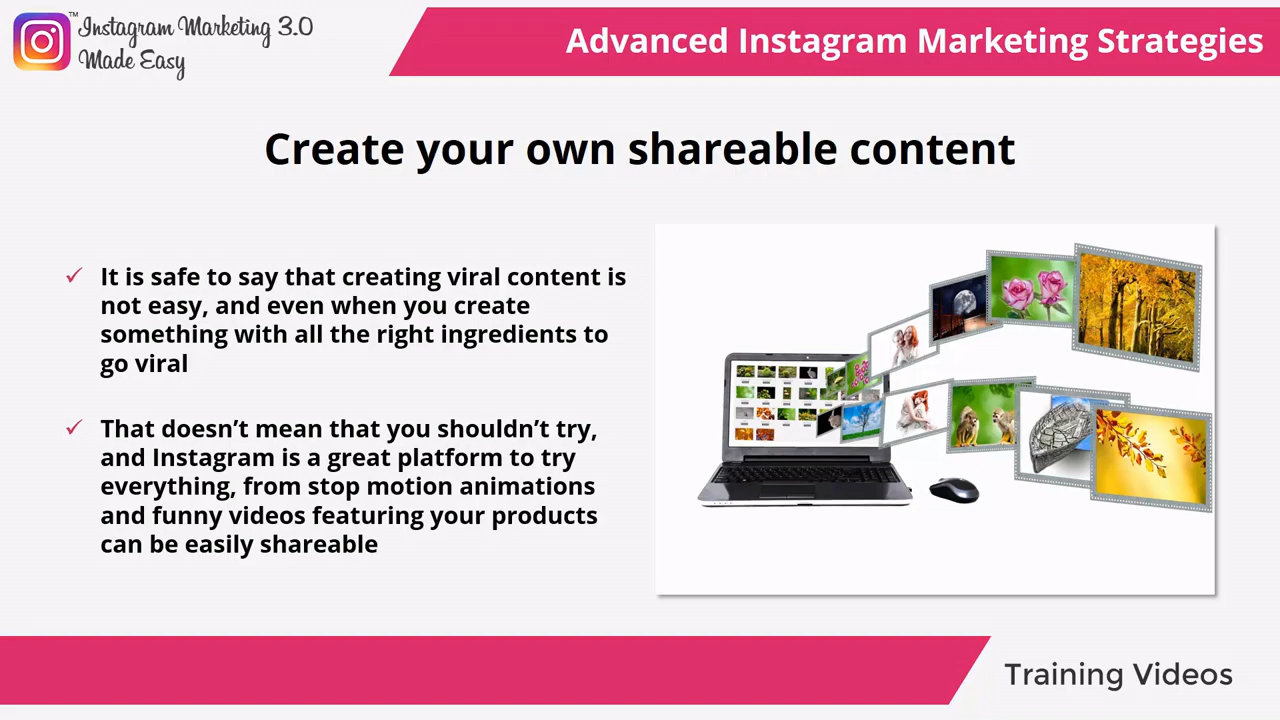 Instagram Marketing 3.0
Made Easy
™
Advanced Instagram Marketing Strategies
Create your own shareable content
✓ It is safe to say that creating viral content is
not easy, and even when you create
something with all the right ingredients to
go viral
✓ That doesn’t mean that you shouldn’t try,
and Instagram is a great platform to try
everything, from stop motion animations
and funny videos featuring your products
can be easily shareable
Training Videos